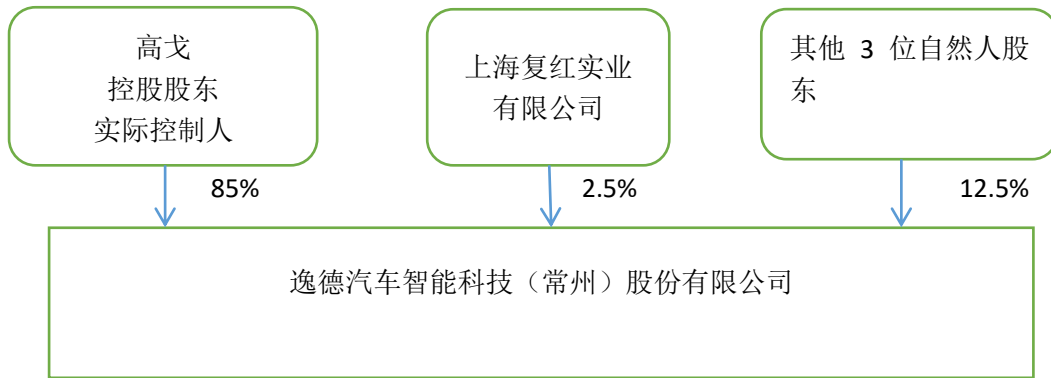 高戈
控股股东
实际控制人
上海复红实业
有限公司
其他 3 位自然人股
东
85%
2.5%
12.5%
逸德汽车智能科技（常州）股份有限公司